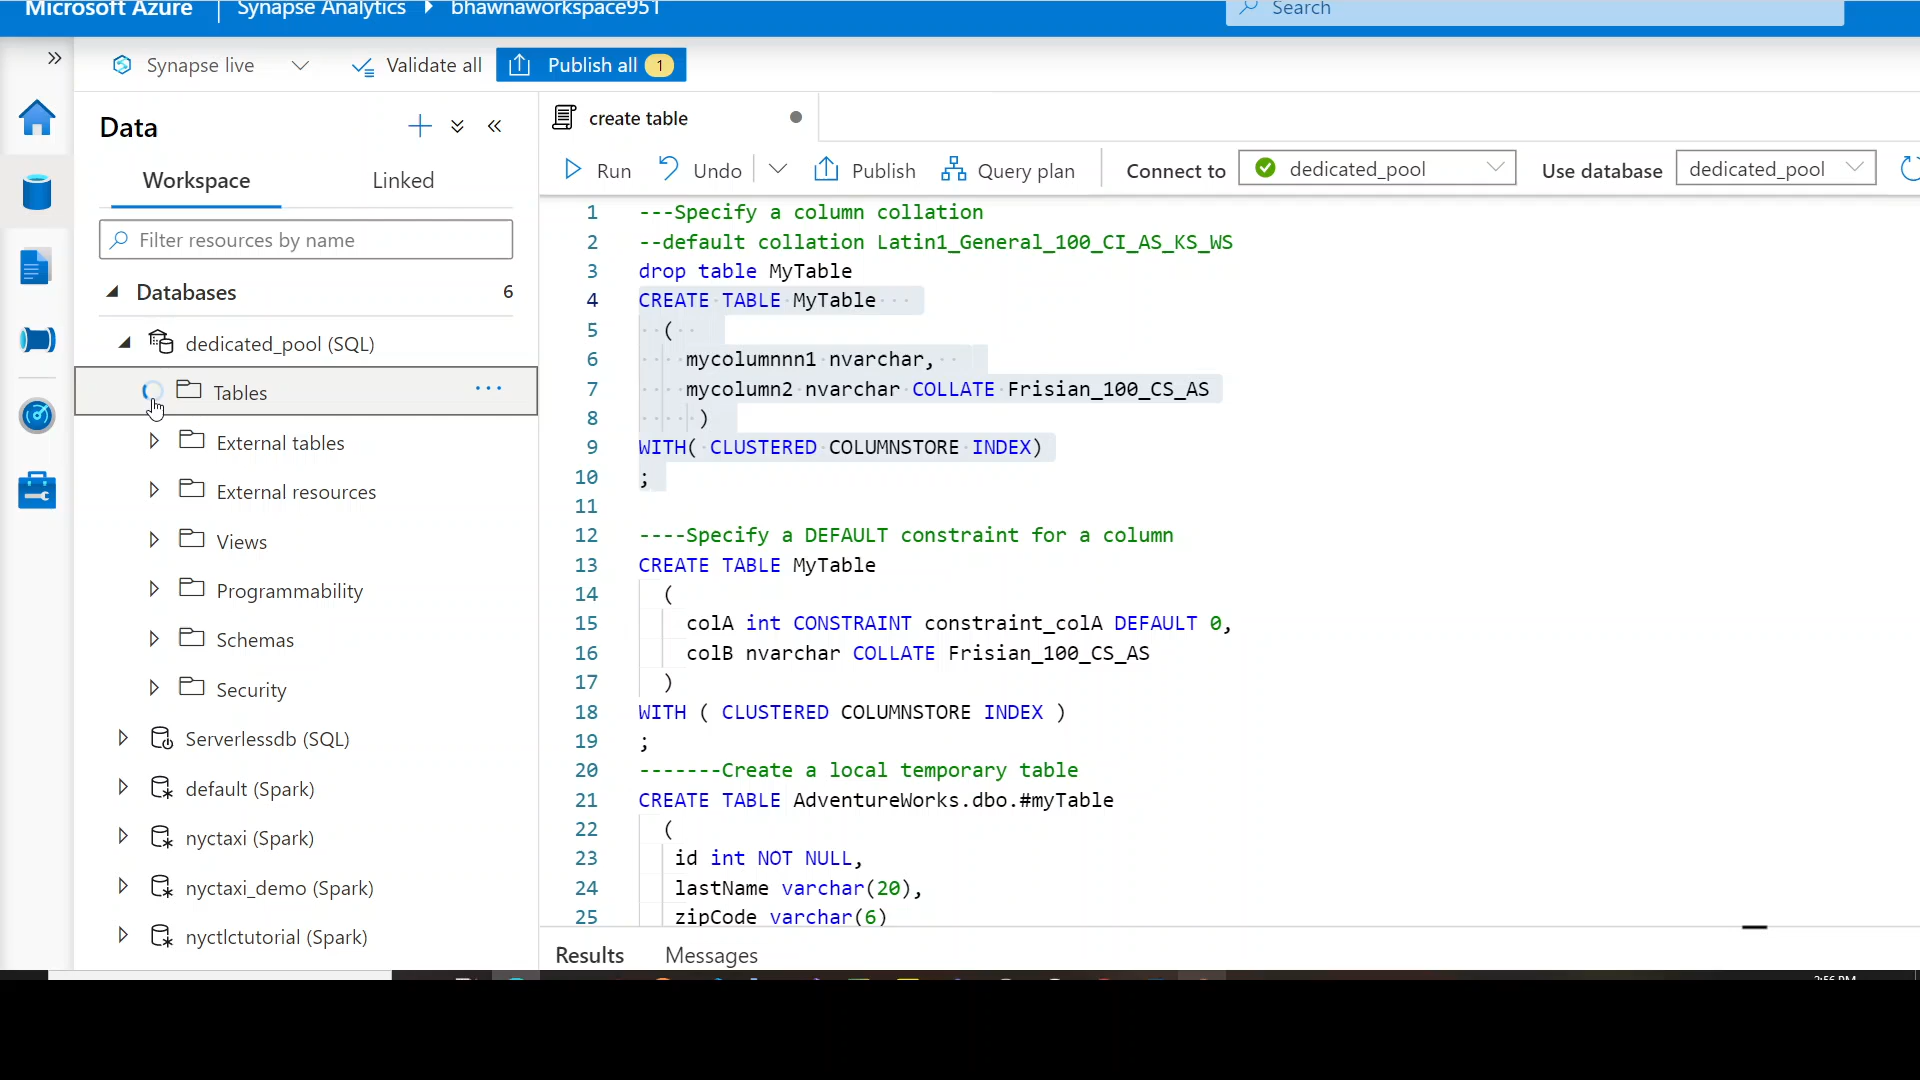 Microsoft Azure Synapse Analytics bhawnaworkspace951 Search
Synapse live Validate all Publish all 1
Data
Workspace Linked
Filter resources by name
Databases 6
dedicated_pool (SQL)
Tables ...
External tables
External resources
Views
Programmability
Schemas
Security
Serverlessdb (SQL)
default (Spark)
nyctaxi (Spark)
nyctaxi_demo (Spark)
nyctlctutorial (Spark)
create table
Run Undo Publish Query plan Connect to dedicated_pool Use database dedicated_pool
1 ---Specify a column collation
2 --default collation Latin1_General_100_CI_AS_KS_WS
3 drop table MyTable
4 CREATE TABLE MyTable
5 (
6 mycolumnnn1 nvarchar,
7 mycolumn2 nvarchar COLLATE Frisian_100_CS_AS
8 )
9 WITH( CLUSTERED COLUMNSTORE INDEX)
10 ;
11
12 ----Specify a DEFAULT constraint for a column
13 CREATE TABLE MyTable
14 (
15 colA int CONSTRAINT constraint_colA DEFAULT 0,
16 colB nvarchar COLLATE Frisian_100_CS_AS
17 )
18 WITH ( CLUSTERED COLUMNSTORE INDEX )
19 ;
20 -------Create a local temporary table
21 CREATE TABLE AdventureWorks.dbo.#myTable
22 (
23 id int NOT NULL,
24 lastName varchar(20),
25 zipCode varchar(6)
Results Messages